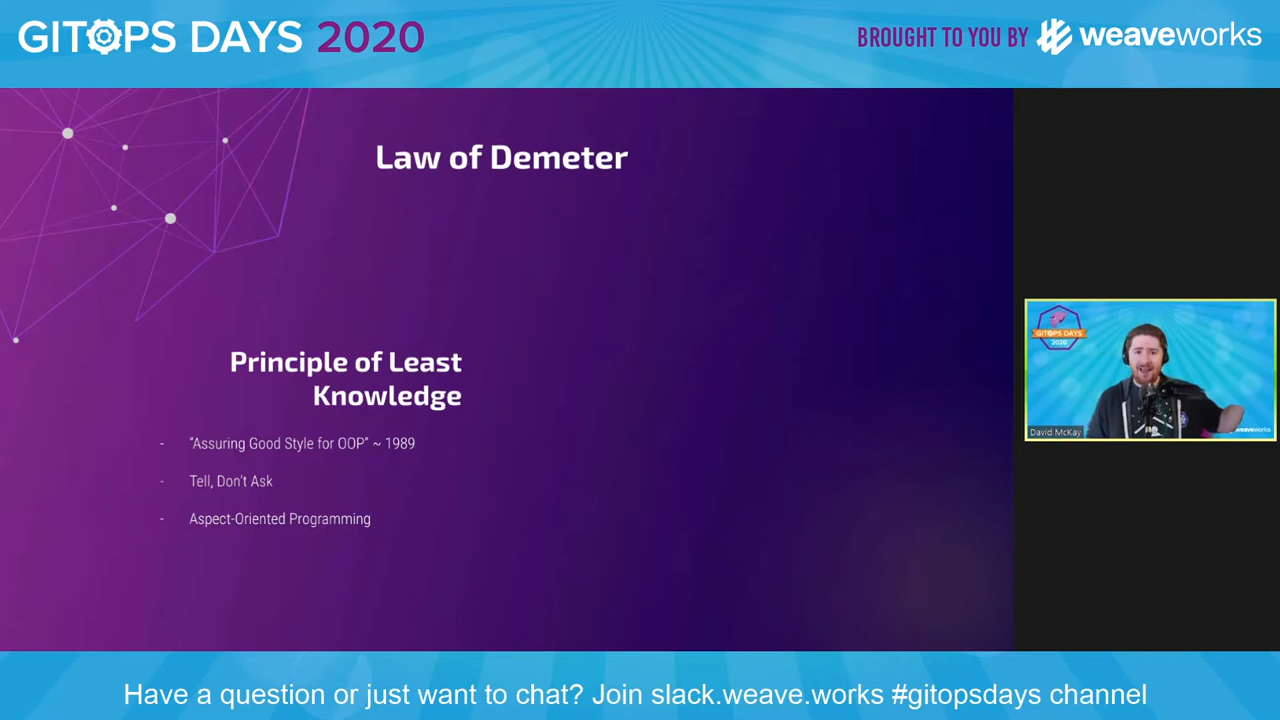 GITOPS DAYS 2020
BROUGHT TO YOU BY weaveworks
Law of Demeter
Principle of Least
Knowledge
- “Assuring Good Style for OOP” ~ 1989
- Tell, Don't Ask
- Aspect-Oriented Programming
GITOPS DAYS
2020
David McKay
weaveworks
Have a question or just want to chat? Join slack.weave.works #gitopsdays channel